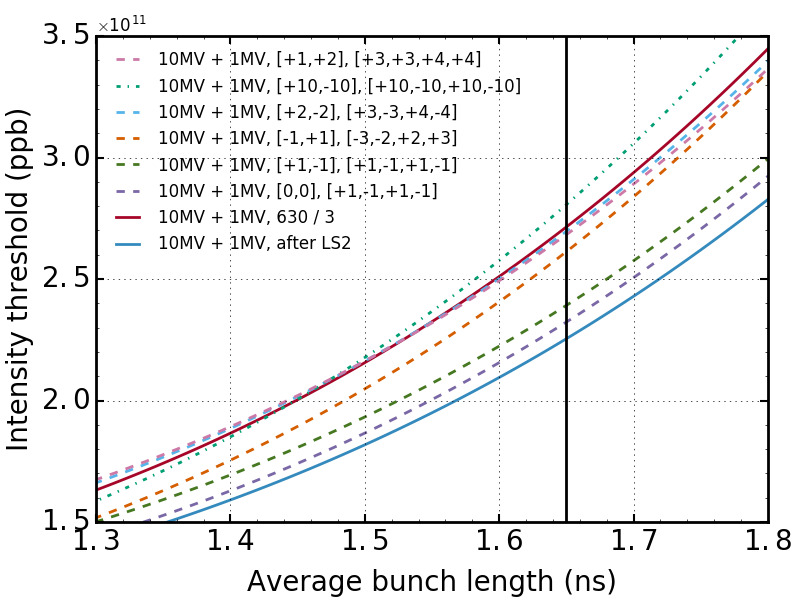 ×10¹¹
3.5
3.0
2.5
2.0
1.5
Intensity threshold (ppb)
10MV + 1MV, [+1,+2], [+3,+3,+4,+4]
10MV + 1MV, [+10,-10], [+10,-10,+10,-10]
10MV + 1MV, [+2,-2], [+3,-3,+4,-4]
10MV + 1MV, [-1,+1], [-3,-2,+2,+3]
10MV + 1MV, [+1,-1], [+1,-1,+1,-1]
10MV + 1MV, [0,0], [+1,-1,+1,-1]
10MV + 1MV, 630 / 3
10MV + 1MV, after LS2
1.3 1.4 1.5 1.6 1.7 1.8
Average bunch length (ns)